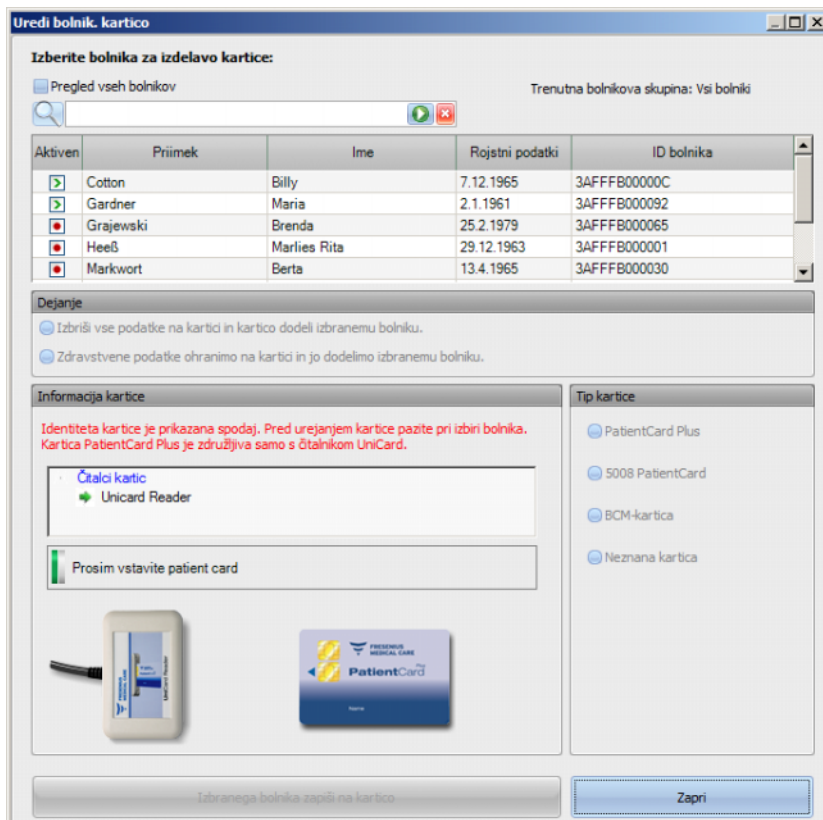 Uredi bolnik. kartico
Izberite bolnika za izdelavo kartice:
Pregled vseh bolnikov
Trenutna bolnikova skupina: Vsi bolniki
Aktiven Priimek Ime Rojstni podatki ID bolnika
Cotton Billy 7.12.1965 3AFFFB00000C
Gardner Maria 2.1.1961 3AFFFB000092
Grajewski Brenda 25.2.1979 3AFFFB000065
Heeß Marlies Rita 29.12.1963 3AFFFB000001
Markwort Berta 13.4.1965 3AFFFB000030
Dejanje
Izbriši vse podatke na kartici in kartico dodeli izbranemu bolniku.
Zdravstvene podatke ohranimo na kartici in jo dodelimo izbranemu bolniku.
Informacija kartice
Identiteta kartice je prikazana spodaj. Pred urejanjem kartice pazite pri izbiri bolnika.
Kartica PatientCard Plus je združljiva samo s čitalnikom UniCard.
Čitalci kartic
Unicard Reader
Prosim vstavite patient card
FRESENIUS
MEDICAL CARE
UniCard Reader
FRESENIUS
MEDICAL CARE
Plus
PatientCard
Name
Tip kartice
PatientCard Plus
5008 PatientCard
BCM-kartica
Neznana kartica
Izbranega bolnika zapiši na kartico
Zapri